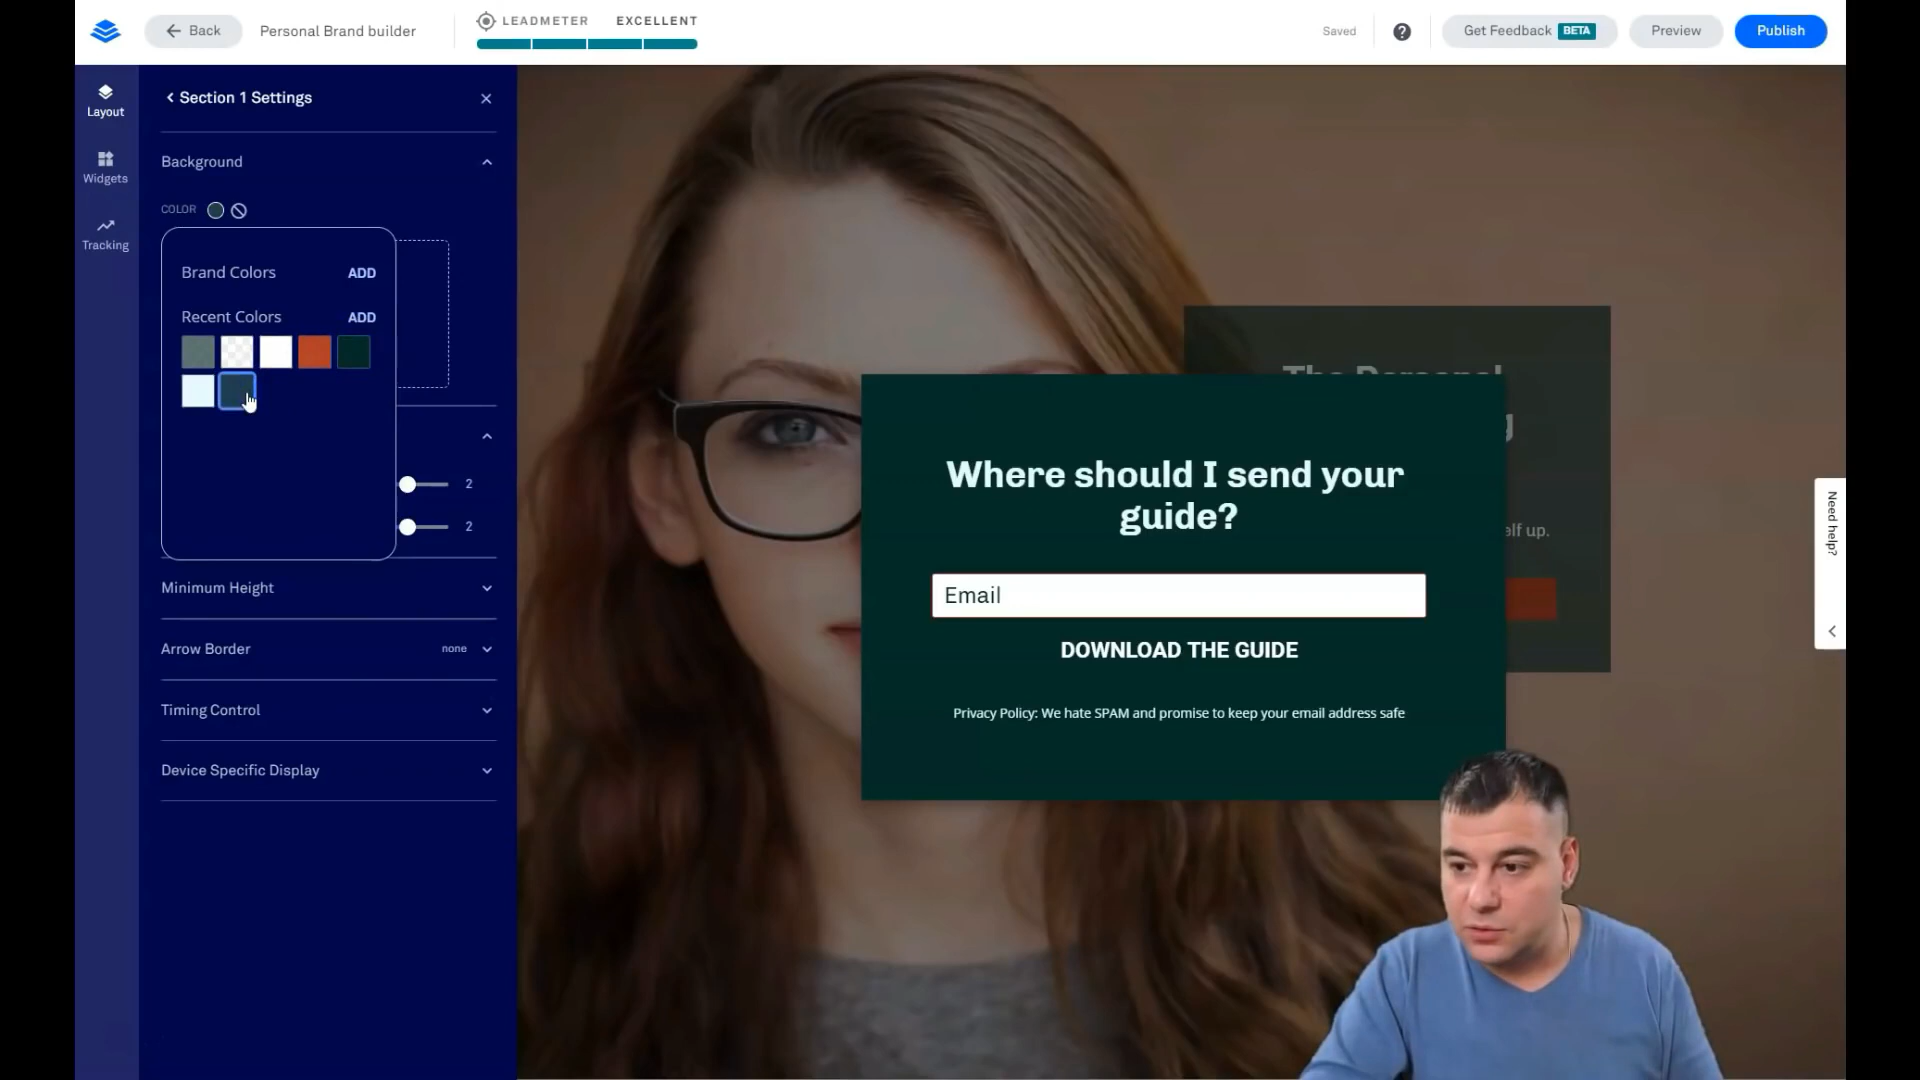 Back
Personal Brand builder
LEADMETER EXCELLENT
Saved
?
Get Feedback BETA
Preview
Publish
Layout
Widgets
Tracking
Section 1 Settings
Background
COLOR
Brand Colors ADD
Recent Colors ADD
2
2
Minimum Height
Arrow Border none
Timing Control
Device Specific Display
The Personal
g
elf up.
Where should I send your
guide?
Email
DOWNLOAD THE GUIDE
Privacy Policy: We hate SPAM and promise to keep your email address safe
Need help?